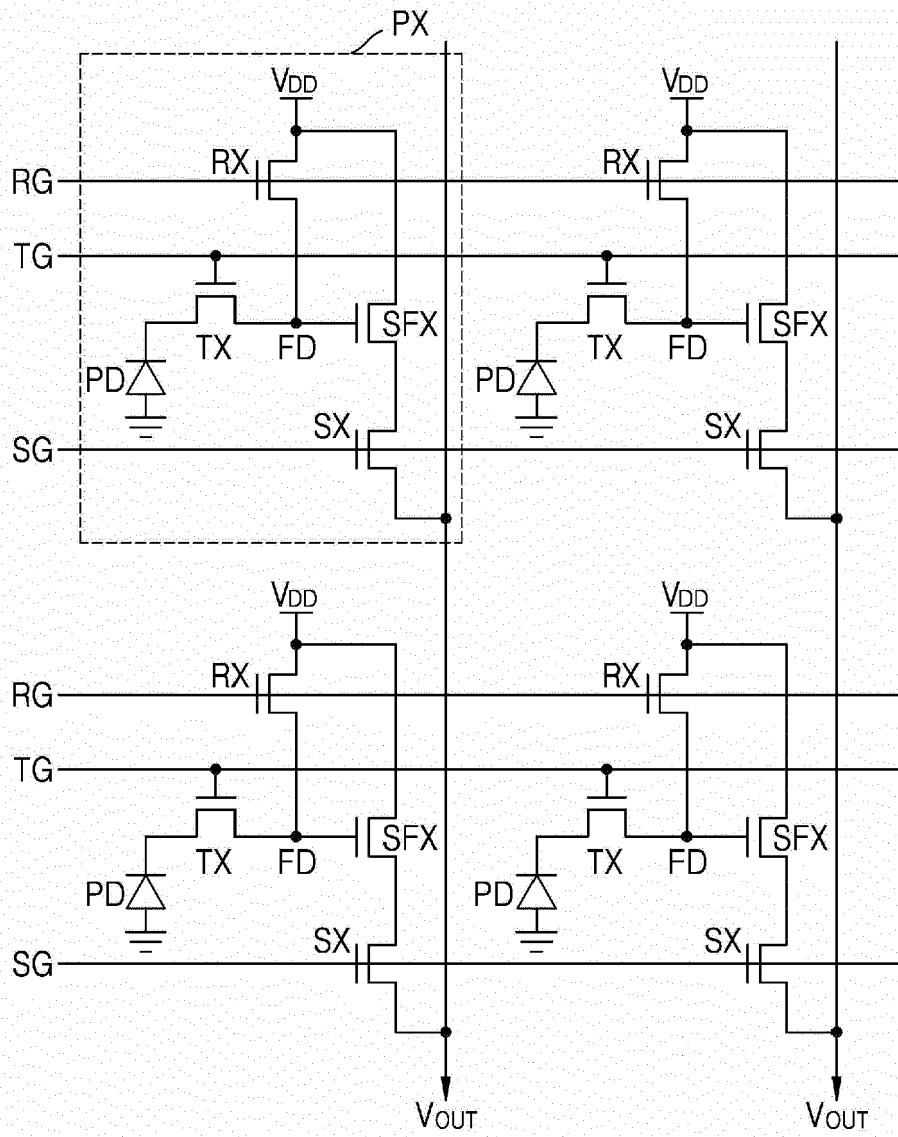 PX
VDD VDD
RX RX
RG
TG
SFX SFX
TX FD TX FD
PD PD
SX SX
SG
VDD VDD
RX RX
RG
TG
SFX SFX
TX FD TX FD
PD PD
SX SX
SG
VOUT VOUT